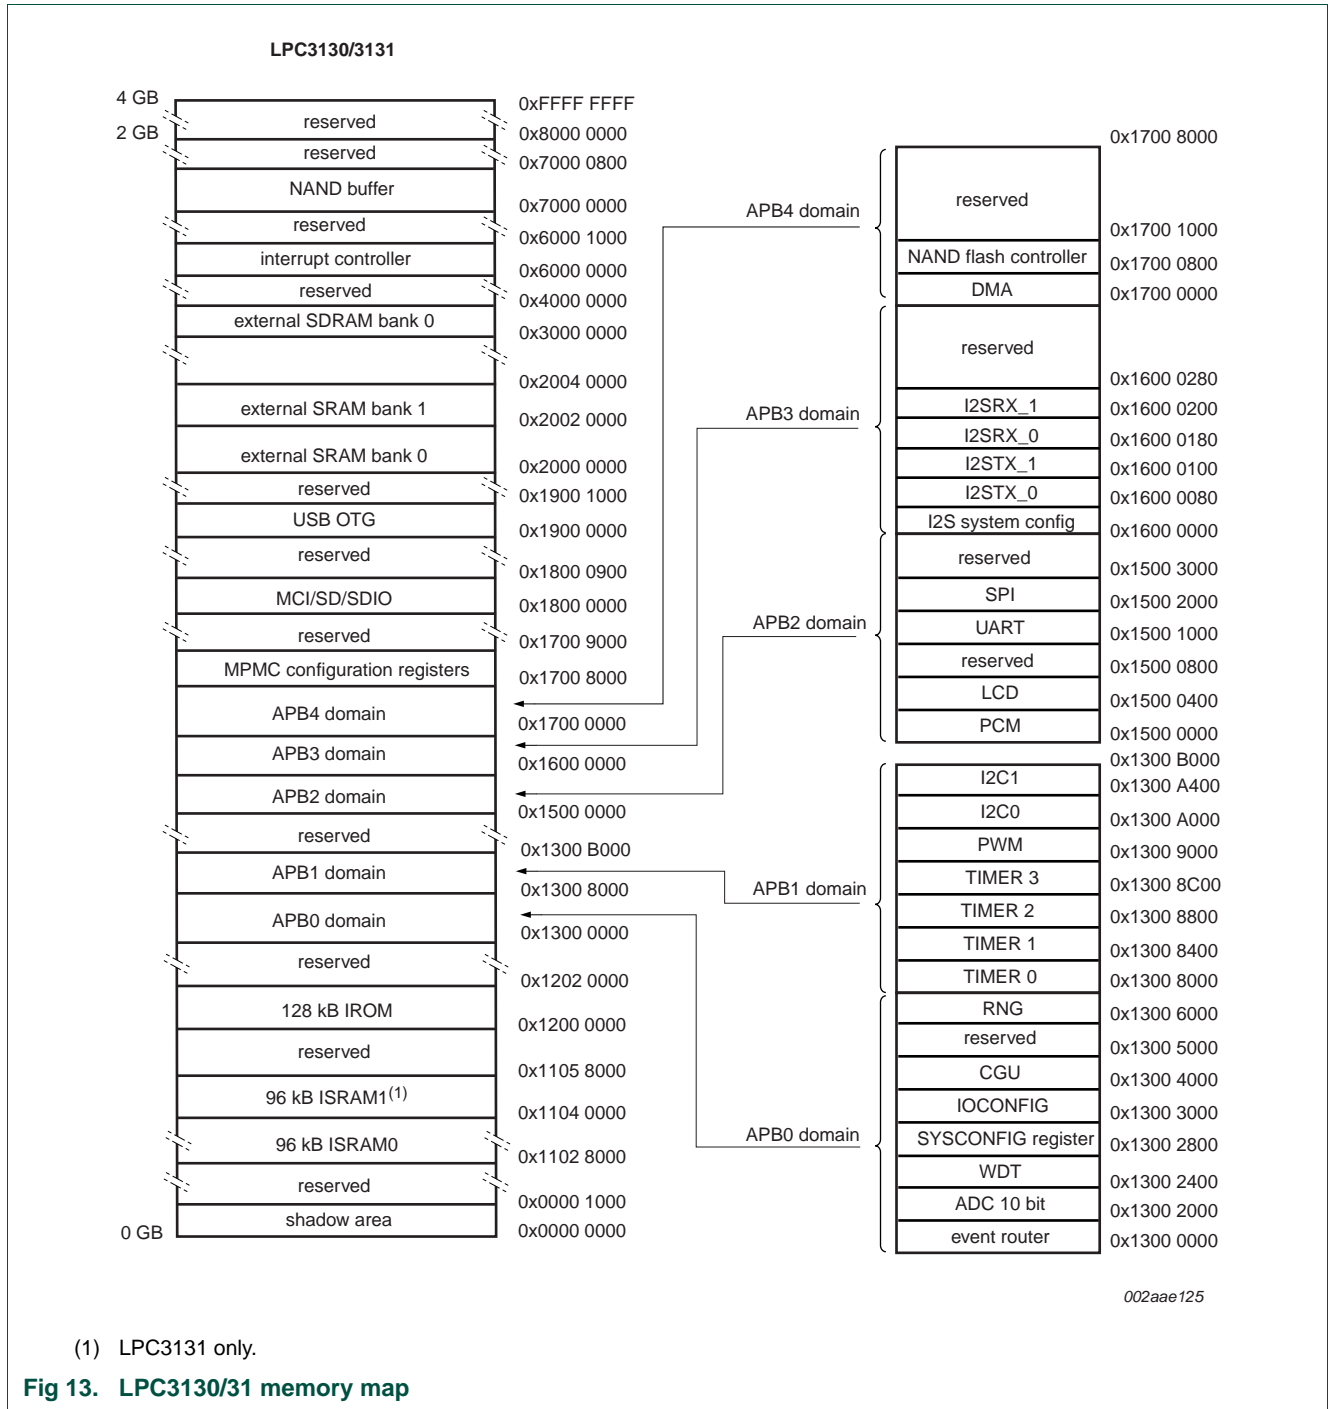 LPC3130/3131
4 GB
0xFFFF FFFF
reserved
2 GB
0x8000 0000
reserved
0x7000 0800
NAND buffer
0x7000 0000
reserved
0x6000 1000
interrupt controller
0x6000 0000
reserved
0x4000 0000
external SDRAM bank 0
0x3000 0000
0x2004 0000
external SRAM bank 1
0x2002 0000
external SRAM bank 0
0x2000 0000
reserved
0x1900 1000
USB OTG
0x1900 0000
reserved
0x1800 0900
MCI/SD/SDIO
0x1800 0000
reserved
0x1700 9000
MPMC configuration registers
0x1700 8000
APB4 domain
0x1700 0000
APB3 domain
0x1600 0000
APB2 domain
0x1500 0000
reserved
0x1300 B000
APB1 domain
0x1300 8000
APB0 domain
0x1300 0000
reserved
0x1202 0000
128 kB IROM
0x1200 0000
reserved
0x1105 8000
96 kB ISRAM1(1)
0x1104 0000
96 kB ISRAM0
0x1102 8000
reserved
0x0000 1000
shadow area
0 GB
0x0000 0000
0x1700 8000
APB4 domain
reserved
0x1700 1000
NAND flash controller
0x1700 0800
DMA
0x1700 0000
APB3 domain
reserved
0x1600 0280
I2SRX_1
0x1600 0200
I2SRX_0
0x1600 0180
I2STX_1
0x1600 0100
I2STX_0
0x1600 0080
I2S system config
0x1600 0000
APB2 domain
reserved
0x1500 3000
SPI
0x1500 2000
UART
0x1500 1000
reserved
0x1500 0800
LCD
0x1500 0400
PCM
0x1500 0000
0x1300 B000
APB1 domain
I2C1
0x1300 A400
I2C0
0x1300 A000
PWM
0x1300 9000
TIMER 3
0x1300 8C00
TIMER 2
0x1300 8800
TIMER 1
0x1300 8400
TIMER 0
0x1300 8000
APB0 domain
RNG
0x1300 6000
reserved
0x1300 5000
CGU
0x1300 4000
IOCONFIG
0x1300 3000
SYSCONFIG register
0x1300 2800
WDT
0x1300 2400
ADC 10 bit
0x1300 2000
event router
0x1300 0000
002aae125
(1) LPC3131 only.
Fig 13. LPC3130/31 memory map